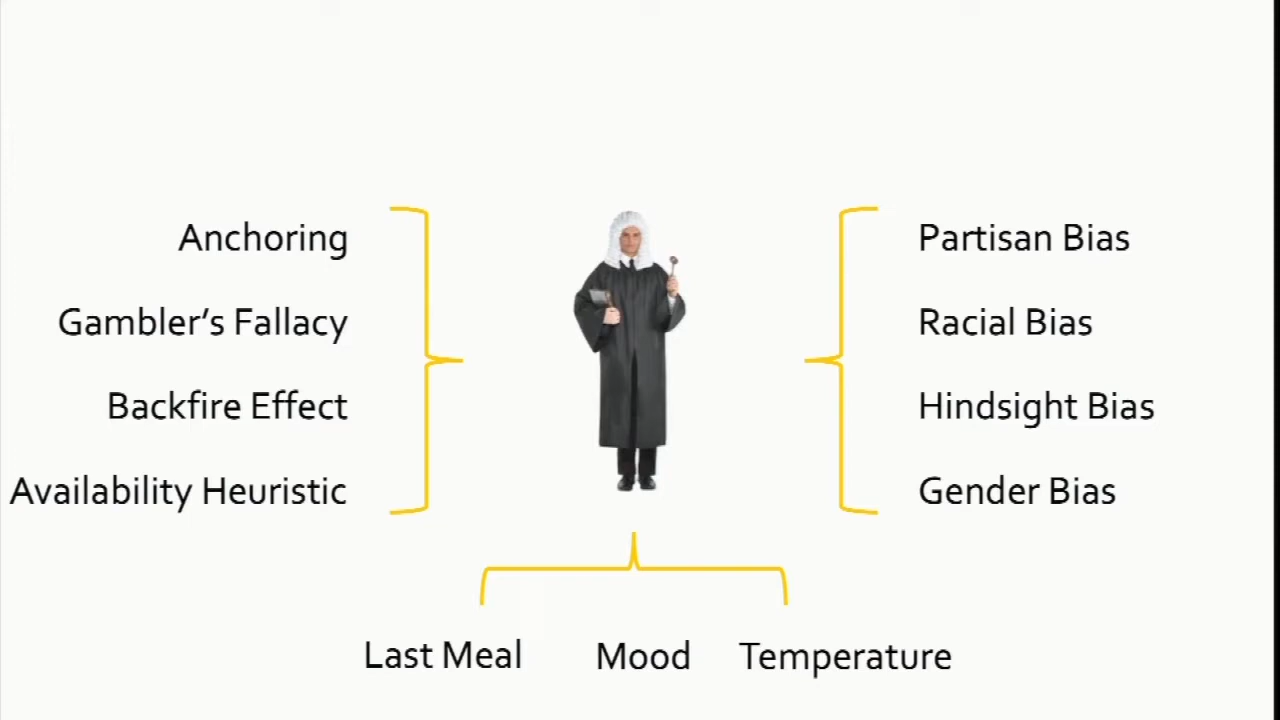 Anchoring
Gambler's Fallacy
Backfire Effect
Availability Heuristic
Partisan Bias
Racial Bias
Hindsight Bias
Gender Bias
Last Meal
Mood
Temperature